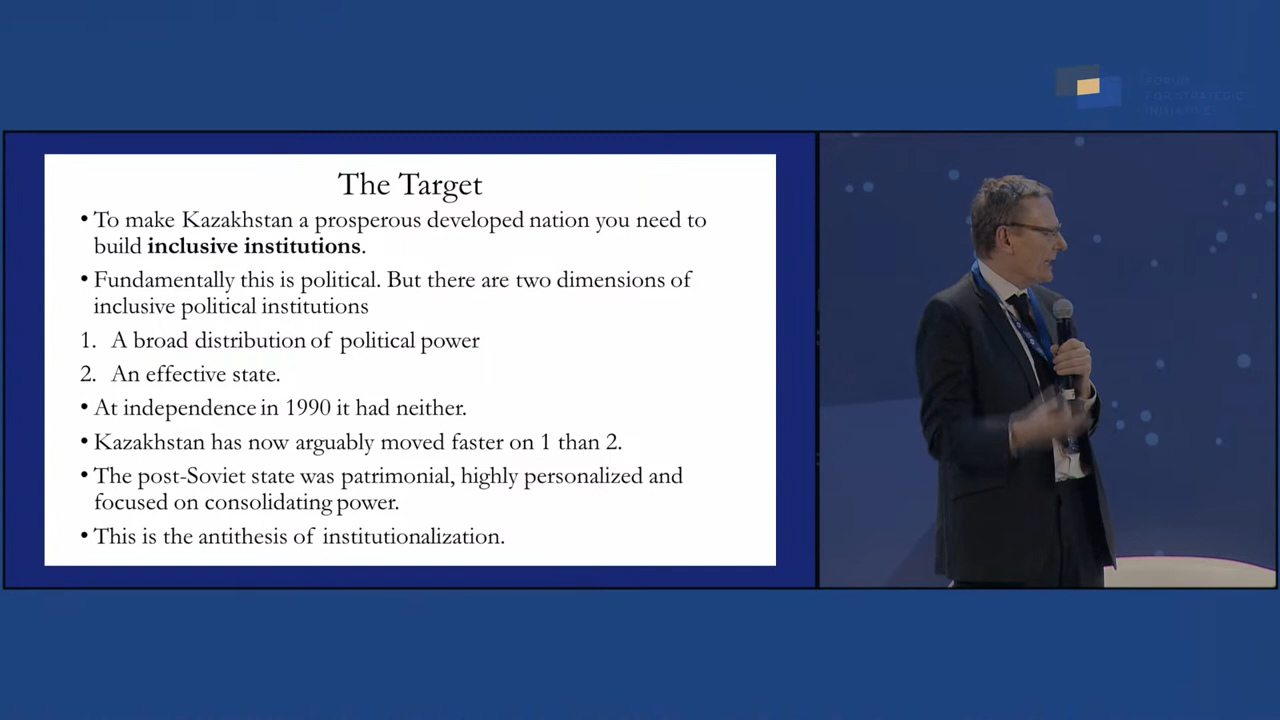 FOR STRATEGIC
The Target
• To make Kazakhstan a prosperous developed nation you need to
build inclusive institutions.
• Fundamentally this is political. But there are two dimensions of
inclusive political institutions
1. A broad distribution of political power
2. An effective state.
• At independence in 1990 it had neither.
• Kazakhstan has now arguably moved faster on 1 than 2.
• The post-Soviet state was patrimonial, highly personalized and
focused on consolidating power.
• This is the antithesis of institutionalization.